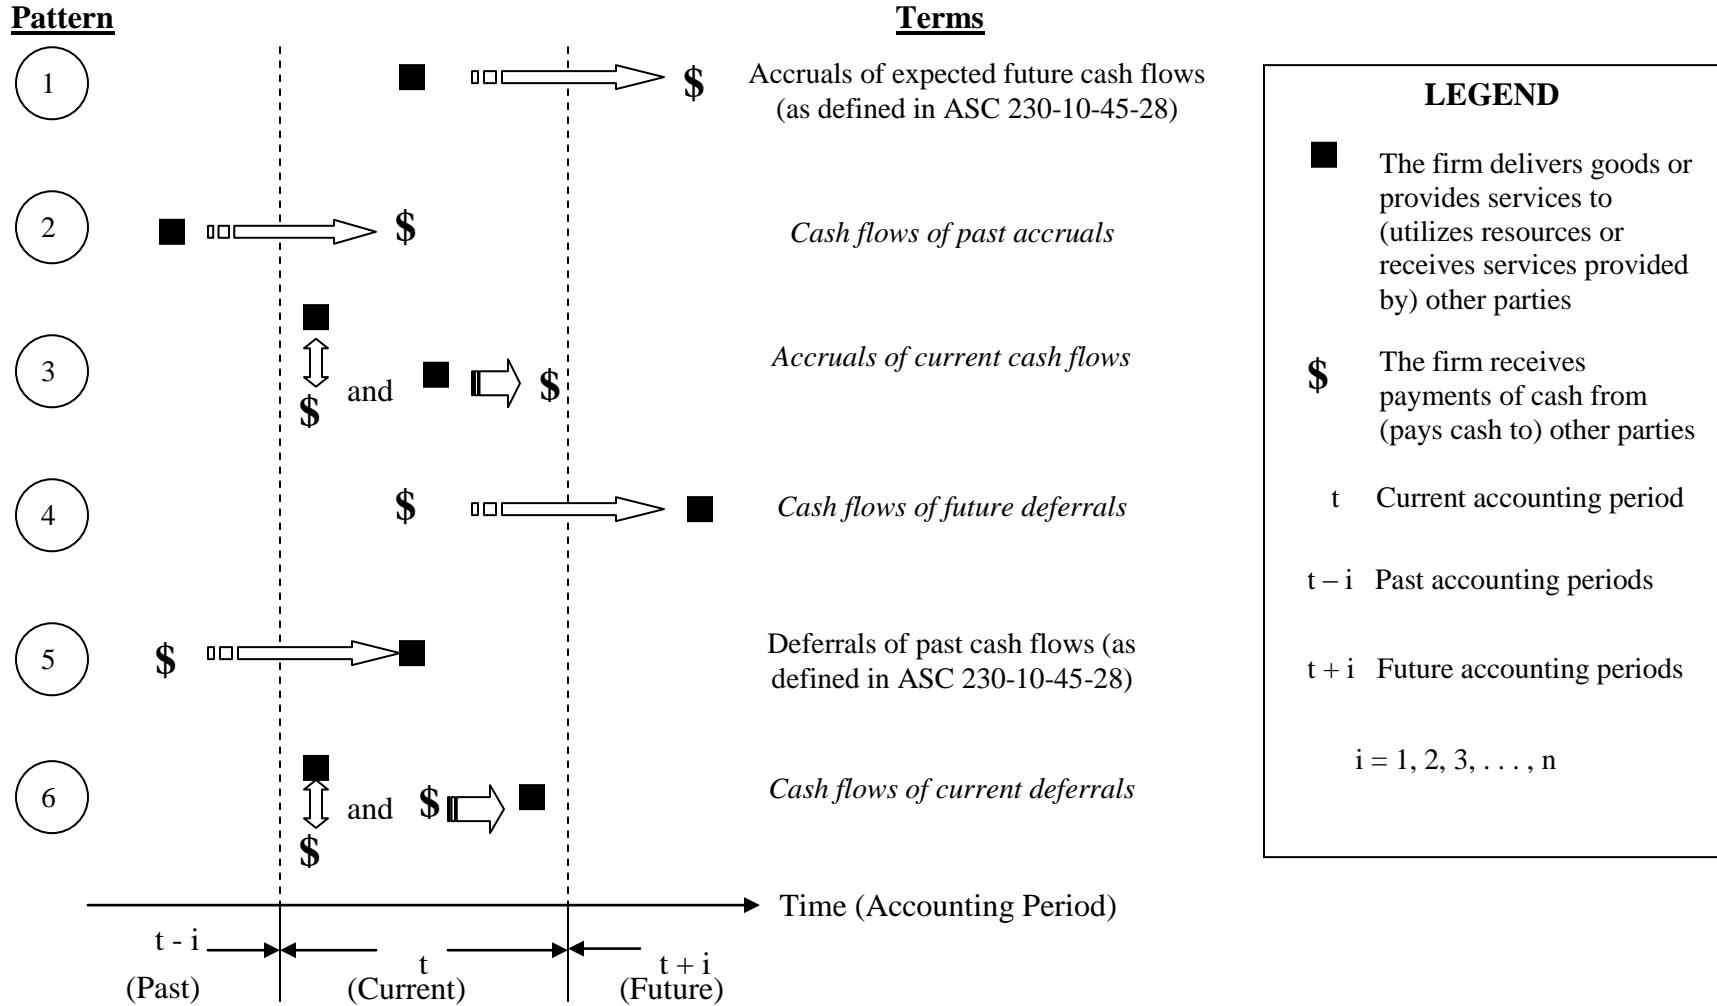 Pattern
Terms
1
$
Accruals of expected future cash flows
(as defined in ASC 230-10-45-28)
2
$
Cash flows of past accruals
3
$
and
$
Accruals of current cash flows
4
$
Cash flows of future deferrals
5
$
Deferrals of past cash flows (as
defined in ASC 230-10-45-28)
6
$
and
$
Cash flows of current deferrals
Time (Accounting Period)
t - i
(Past)
t
(Current)
t + i
(Future)
LEGEND
The firm delivers goods or
provides services to
(utilizes resources or
receives services provided
by) other parties
$
The firm receives
payments of cash from
(pays cash to) other parties
t Current accounting period
t – i Past accounting periods
t + i Future accounting periods
i = 1, 2, 3, . . . , n